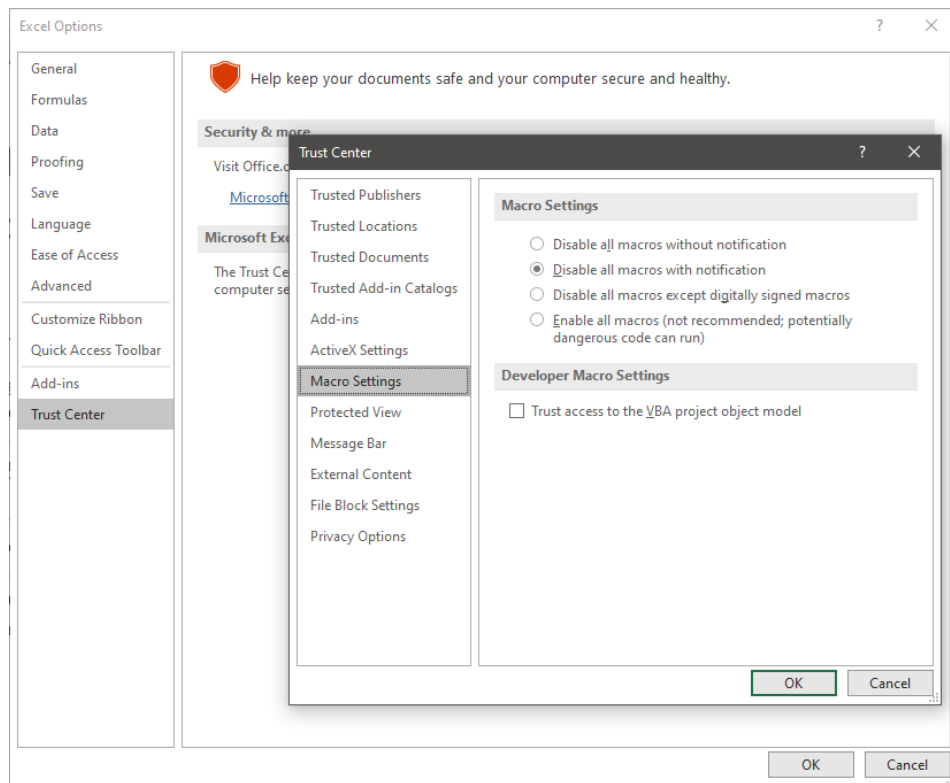 Excel Options
General
Formulas
Data
Proofing
Save
Language
Ease of Access
Advanced
Customize Ribbon
Quick Access Toolbar
Add-ins
Trust Center
Help keep your documents safe and your computer secure and healthy.
Security & more
Visit Office.c
Microsoft
Microsoft Exc
The Trust Ce
computer se
Trust Center
Trusted Publishers
Trusted Locations
Trusted Documents
Trusted Add-in Catalogs
Add-ins
ActiveX Settings
Macro Settings
Protected View
Message Bar
External Content
File Block Settings
Privacy Options
Macro Settings
Disable all macros without notification
Disable all macros with notification
Disable all macros except digitally signed macros
Enable all macros (not recommended; potentially
dangerous code can run)
Developer Macro Settings
Trust access to the VBA project object model
OK Cancel
OK Cancel